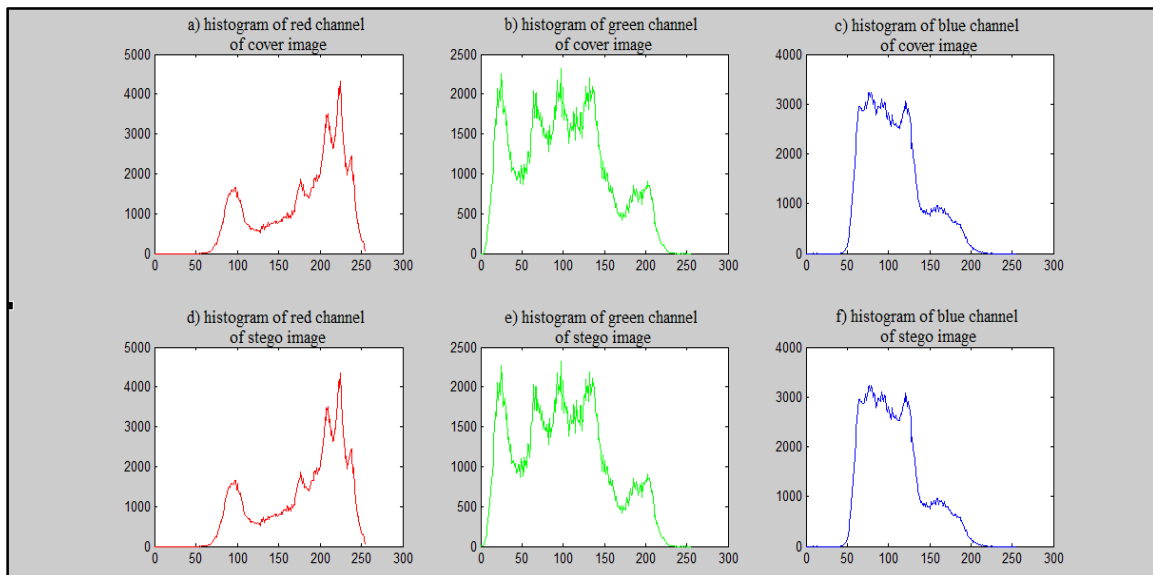 a) histogram of red channel
of cover image
b) histogram of green channel
of cover image
c) histogram of blue channel
of cover image
5000
4000
3000
2000
1000
0
0 50 100 150 200 250 300
2500
2000
1500
1000
500
0
0 50 100 150 200 250 300
4000
3000
2000
1000
0
0 50 100 150 200 250 300
d) histogram of red channel
of stego image
e) histogram of green channel
of stego image
f) histogram of blue channel
of stego image
5000
4000
3000
2000
1000
0
0 50 100 150 200 250 300
2500
2000
1500
1000
500
0
0 50 100 150 200 250 300
4000
3000
2000
1000
0
0 50 100 150 200 250 300